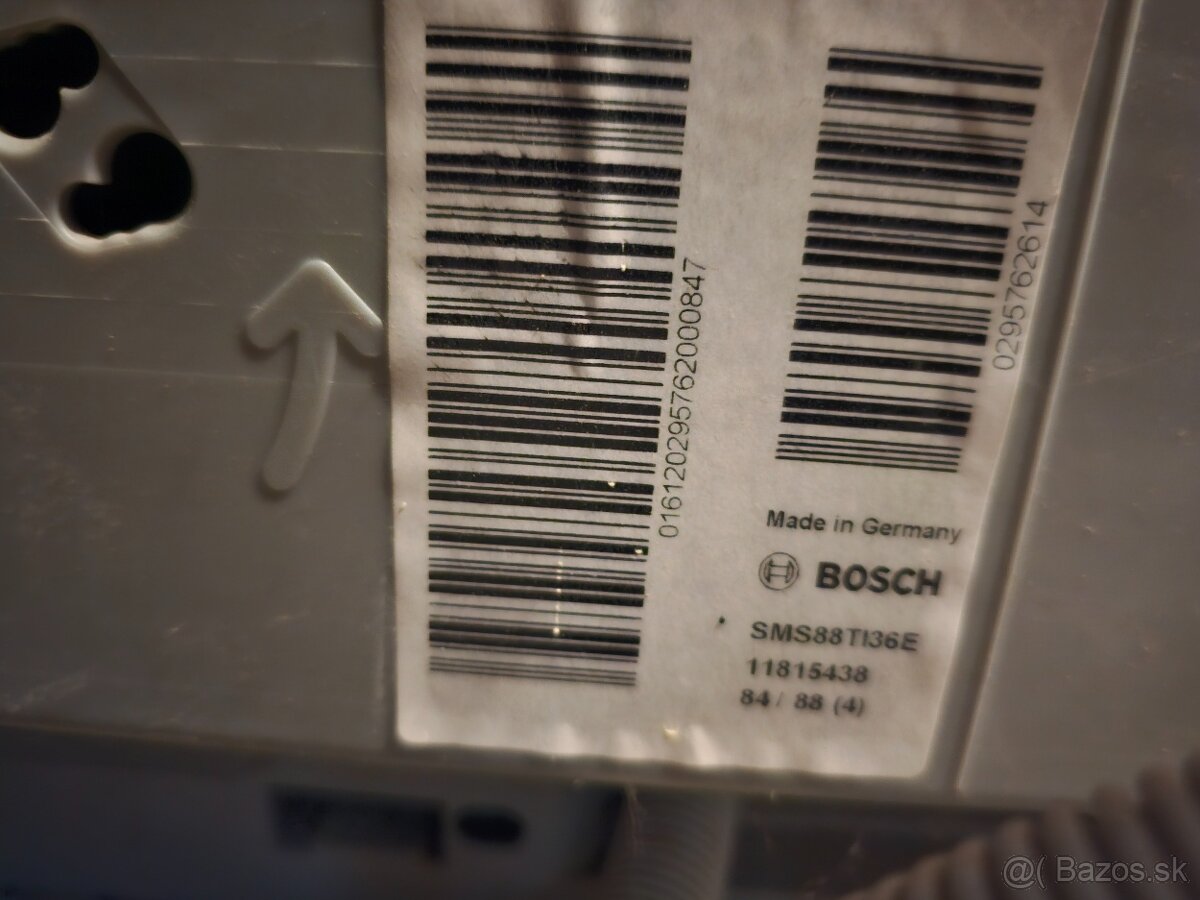 016120295762000847
0295762614
Made in Germany
BOSCH
SMS88TI36E
11815438
84 / 88 (4)
@( Bazos.sk